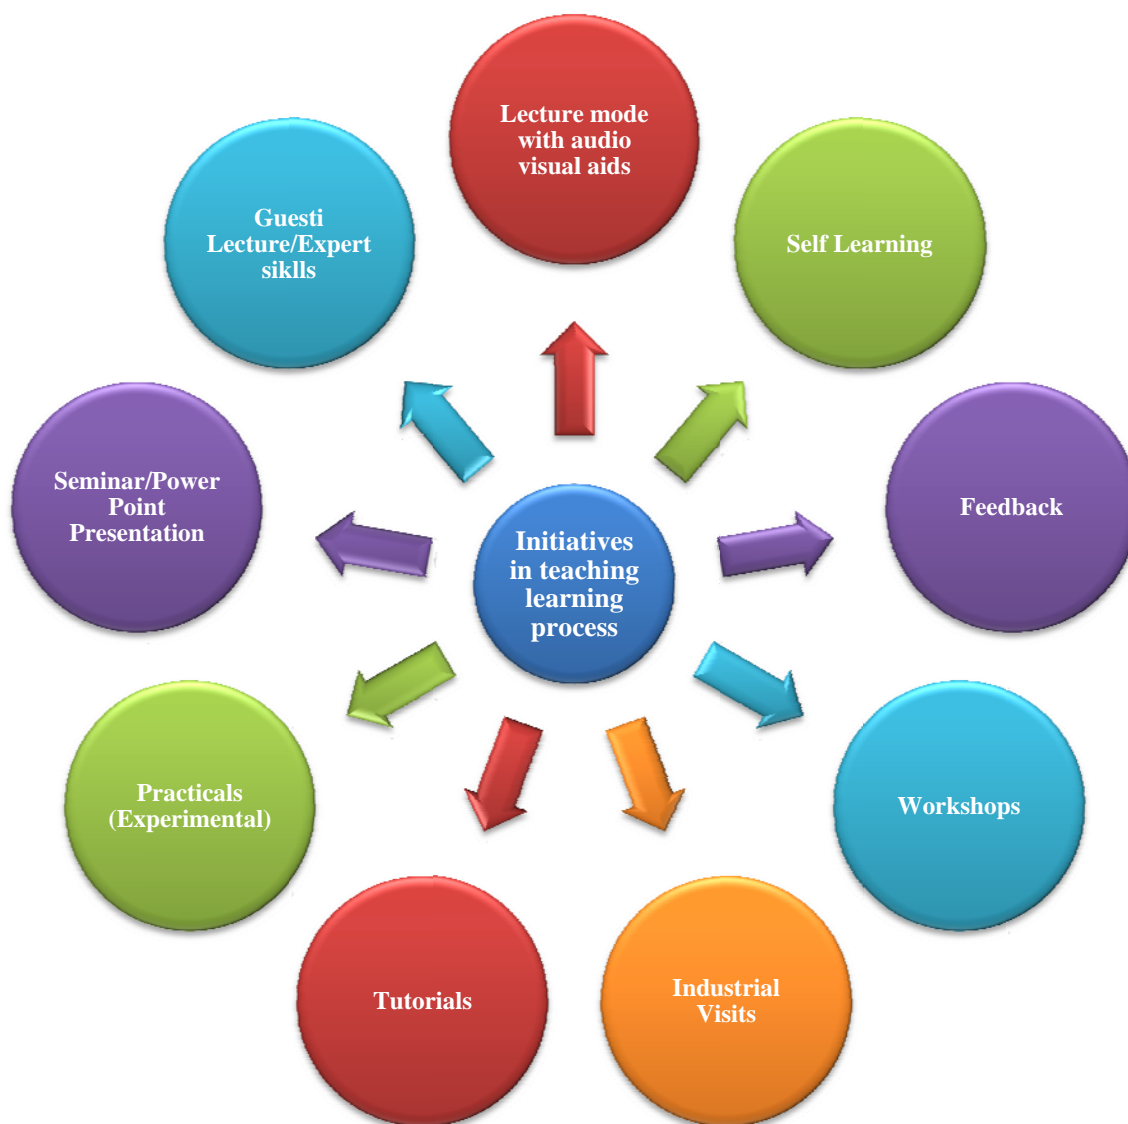 Lecture mode
with audio
visual aids
Self Learning
Feedback
Workshops
Industrial
Visits
Tutorials
Practicals
(Experimental)
Seminar/Power
Point
Presentation
Guesti
Lecture/Expert
siklls
Initiatives
in teaching
learning
process